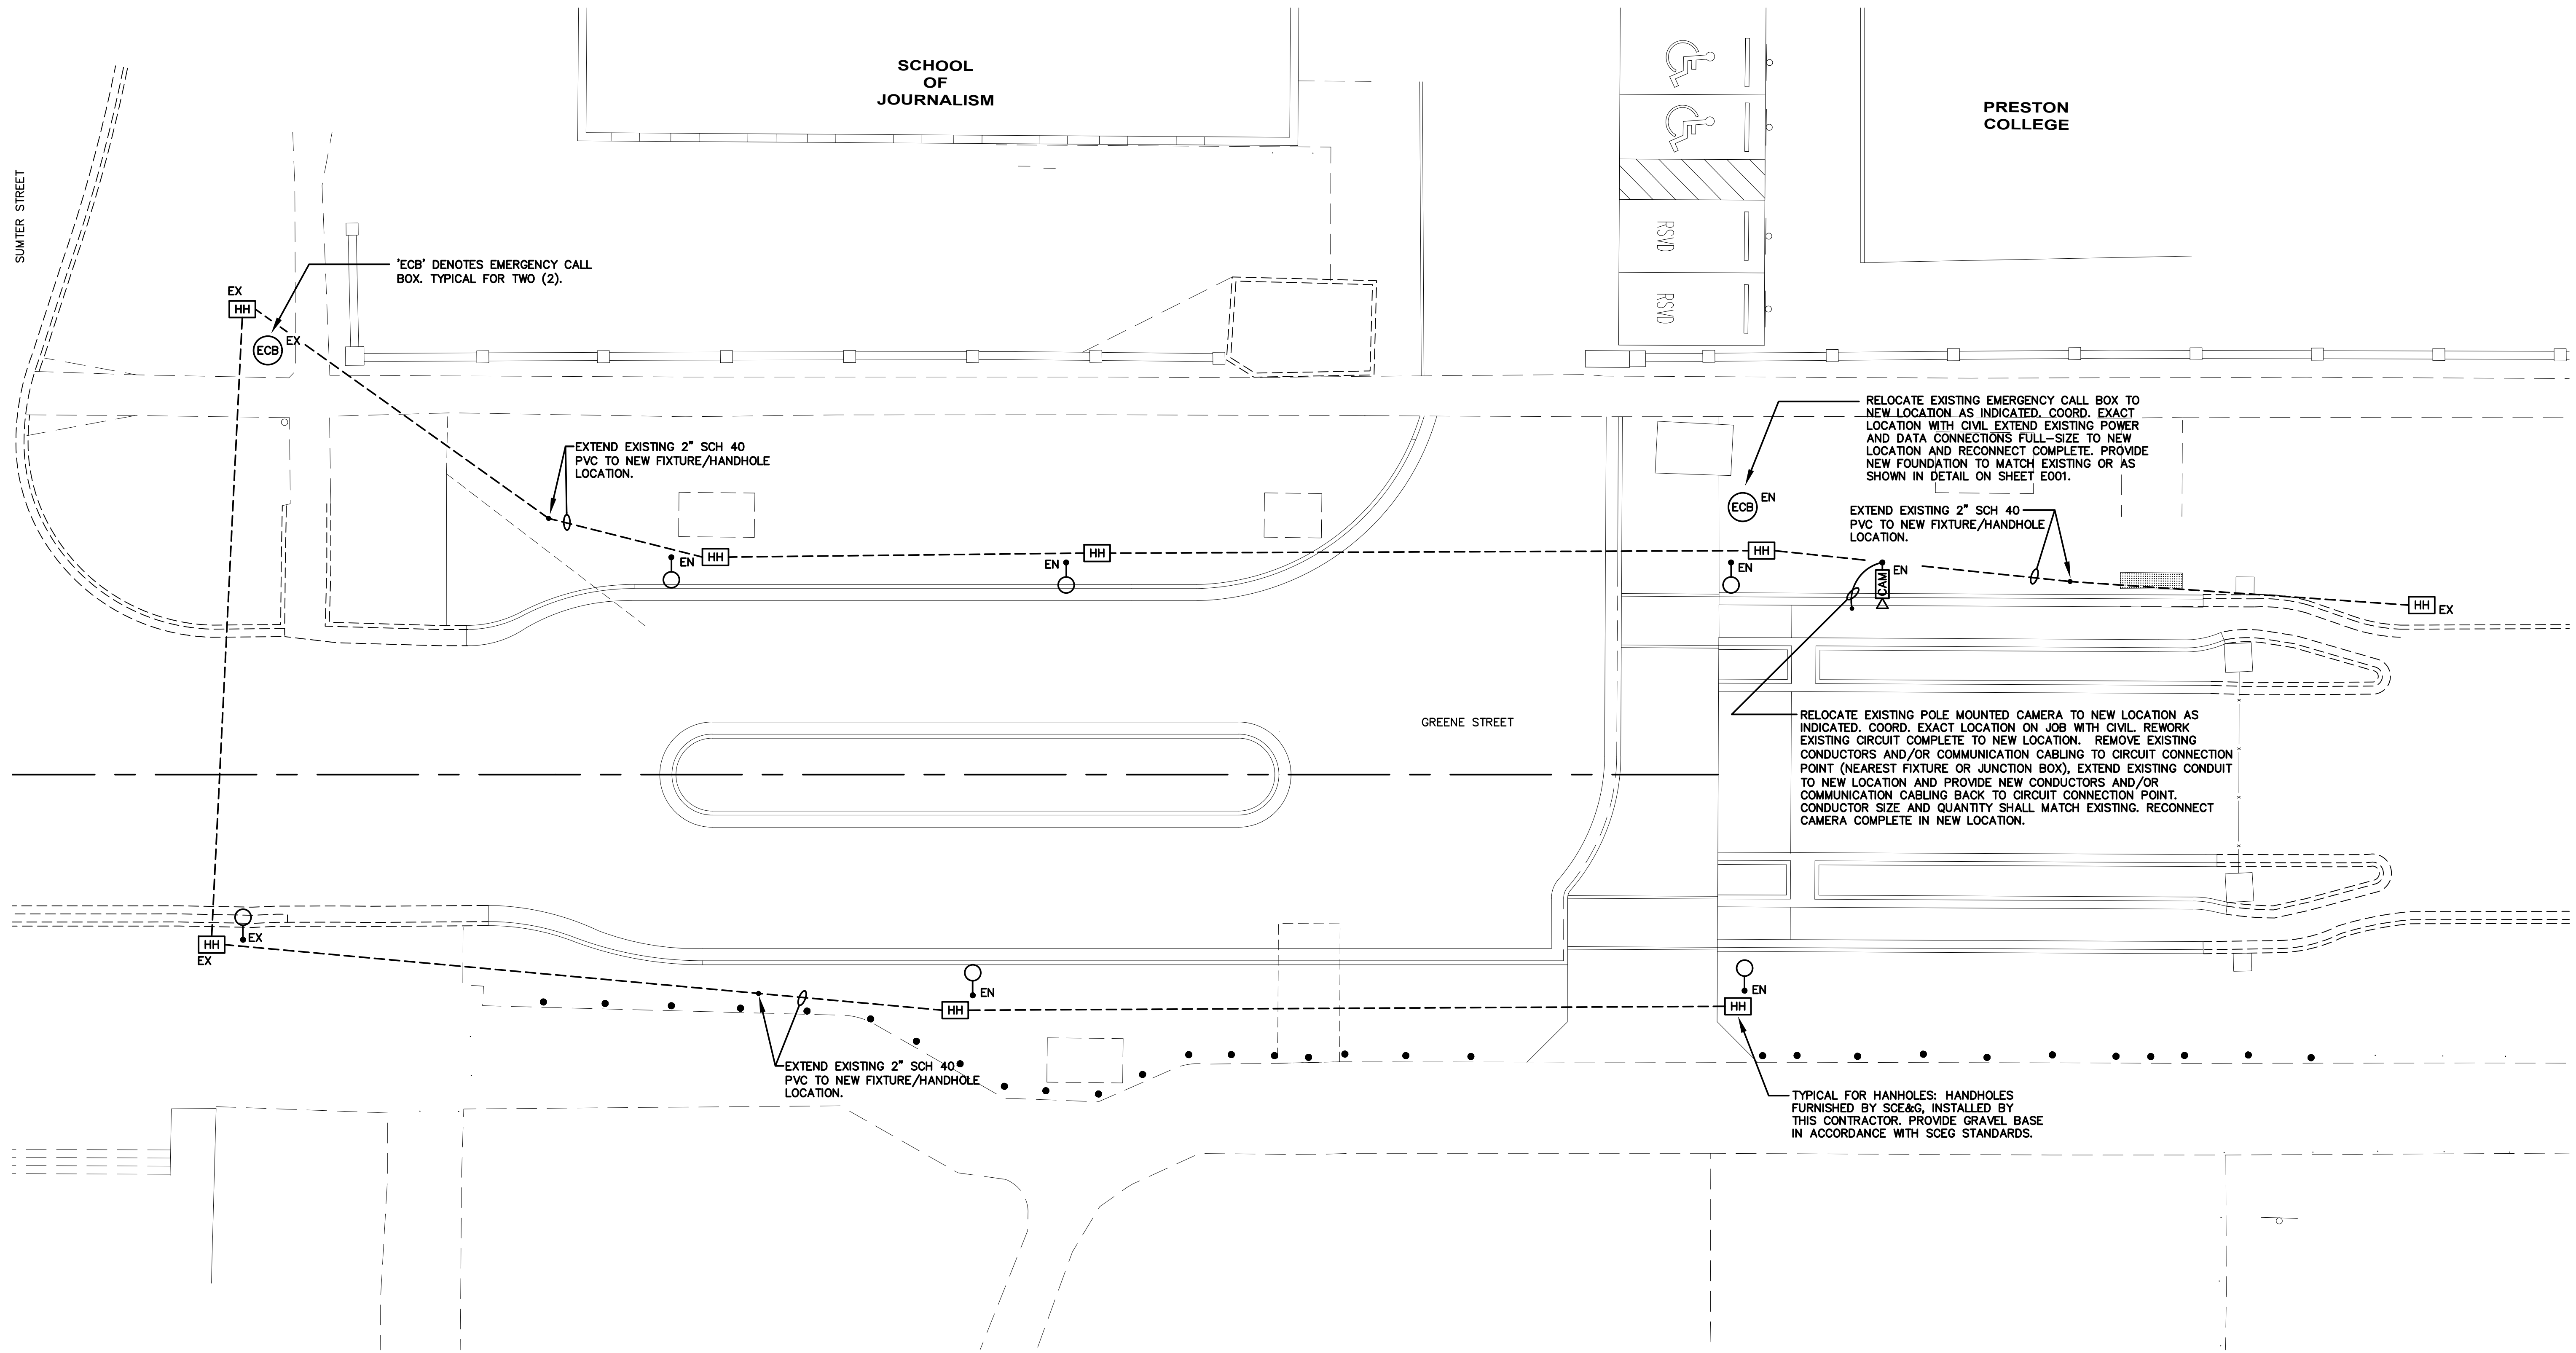 SCHOOL
OF
JOURNALISM
PRESTON
COLLEGE
SUMTER STREET
RSVD
RSVD
'ECB' DENOTES EMERGENCY CALL
BOX. TYPICAL FOR TWO (2).
EX
HH
ECB
EX
EXTEND EXISTING 2" SCH 40
PVC TO NEW FIXTURE/HANDHOLE
LOCATION.
RELOCATE EXISTING EMERGENCY CALL BOX TO
NEW LOCATION AS INDICATED. COORD. EXACT
LOCATION WITH CIVIL EXTEND EXISTING POWER
AND DATA CONNECTIONS FULL-SIZE TO NEW
LOCATION AND RECONNECT COMPLETE. PROVIDE
NEW FOUNDATION TO MATCH EXISTING OR AS
SHOWN IN DETAIL ON SHEET E001.
ECB
EN
EXTEND EXISTING 2" SCH 40
PVC TO NEW FIXTURE/HANDHOLE
LOCATION.
HH
EN
HH
EN
HH
EN
CAM
EN
HH
EX
GREENE STREET
RELOCATE EXISTING POLE MOUNTED CAMERA TO NEW LOCATION AS
INDICATED. COORD. EXACT LOCATION ON JOB WITH CIVIL. REWORK
EXISTING CIRCUIT COMPLETE TO NEW LOCATION. REMOVE EXISTING
CONDUCTORS AND/OR COMMUNICATION CABLING TO CIRCUIT CONNECTION
POINT (NEAREST FIXTURE OR JUNCTION BOX), EXTEND EXISTING CONDUIT
TO NEW LOCATION AND PROVIDE NEW CONDUCTORS AND/OR
COMMUNICATION CABLING BACK TO CIRCUIT CONNECTION POINT.
CONDUCTOR SIZE AND QUANTITY SHALL MATCH EXISTING. RECONNECT
CAMERA COMPLETE IN NEW LOCATION.
HH
EX
EX
EN
HH
EN
HH
EXTEND EXISTING 2" SCH 40
PVC TO NEW FIXTURE/HANDHOLE
LOCATION.
TYPICAL FOR HANHOLES: HANDHOLES
FURNISHED BY SCE&G, INSTALLED BY
THIS CONTRACTOR. PROVIDE GRAVEL BASE
IN ACCORDANCE WITH SCEG STANDARDS.